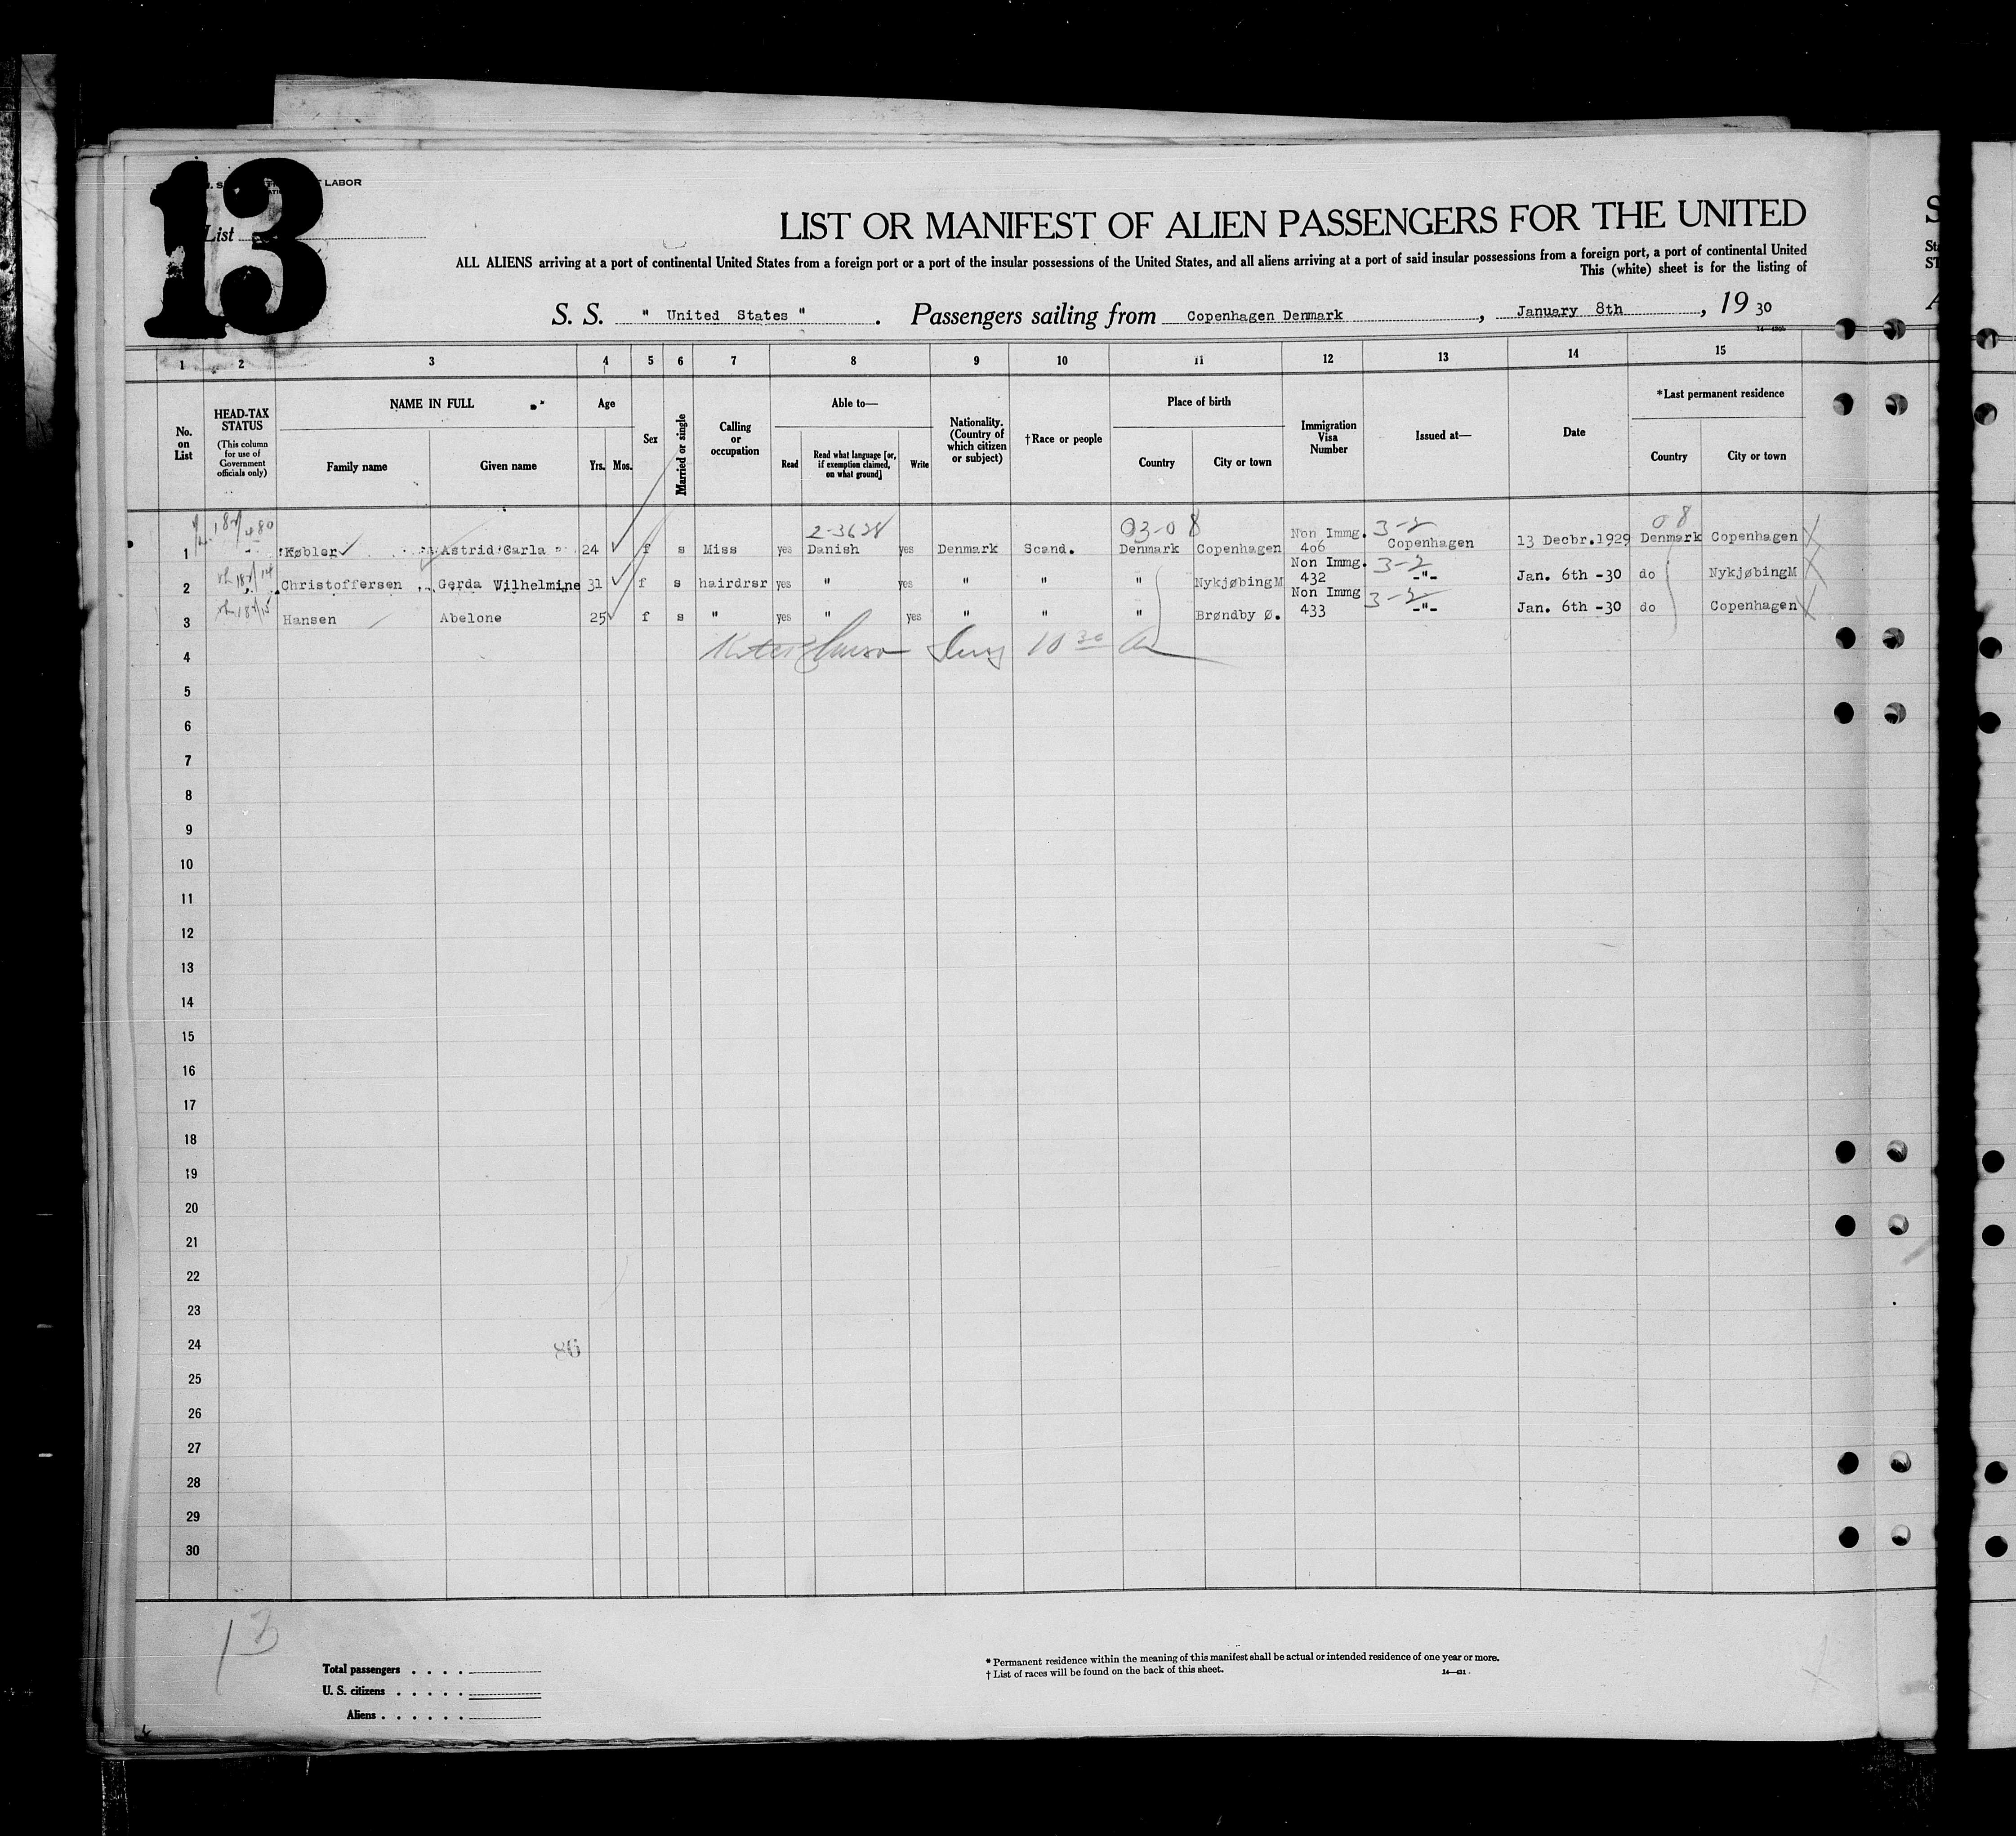 13
LABOR
List
LIST OR MANIFEST OF ALIEN PASSENGERS FOR THE UNITED
ALL ALIENS arriving at a port of continental United States from a foreign port or a port of the insular possessions of the United States, and all aliens arriving at a port of said insular possessions from a foreign port, a port of continental United
This (white) sheet is for the listing of
S. S. " United States ". Passengers sailing from Copenhagen Denmark, January 8th, 19 30
1 2 3 4 5 6 7 8 9 10 11 12 13 14 15
No. on List
HEAD-TAX STATUS (This column for use of Government officials only)
NAME IN FULL
Family name Given name
Age
Yrs. Mos.
Sex
Married or single
Calling or occupation
Able to—
Read Read what language [or, if exemption claimed, on what ground] Write
Nationality. (Country of which citizen or subject)
†Race or people
Place of birth
Country City or town
Immigration Visa Number
Issued at—
Date
*Last permanent residence
Country City or town
2-3628 03-08 3-2 08
1 Købler Astrid Carla 24 f s Miss yes Danish yes Denmark Scand. Denmark Copenhagen Non Immg. 406 Copenhagen 13 Decbr.1929 Denmark Copenhagen
2 Christoffersen Gerda Wilhelmine 31 f s hairdrsr yes " yes " " " NykjøbingM Non Immg. 432 3-2 -"- Jan. 6th -30 do NykjøbingM
3 Hansen Abelone 25 f s " yes " yes " " " Brøndby Ø. Non Immg 433 3-2 -"- Jan. 6th -30 do Copenhagen
4
5
6
7
8
9
10
11
12
13
14
15
16
17
18
19
20
21
22
23
24
86
25
26
27
28
29
30
13
Total passengers . . . .
U. S. citizens . . . . .
Aliens . . . . . .
* Permanent residence within the meaning of this manifest shall be actual or intended residence of one year or more.
† List of races will be found on the back of this sheet.